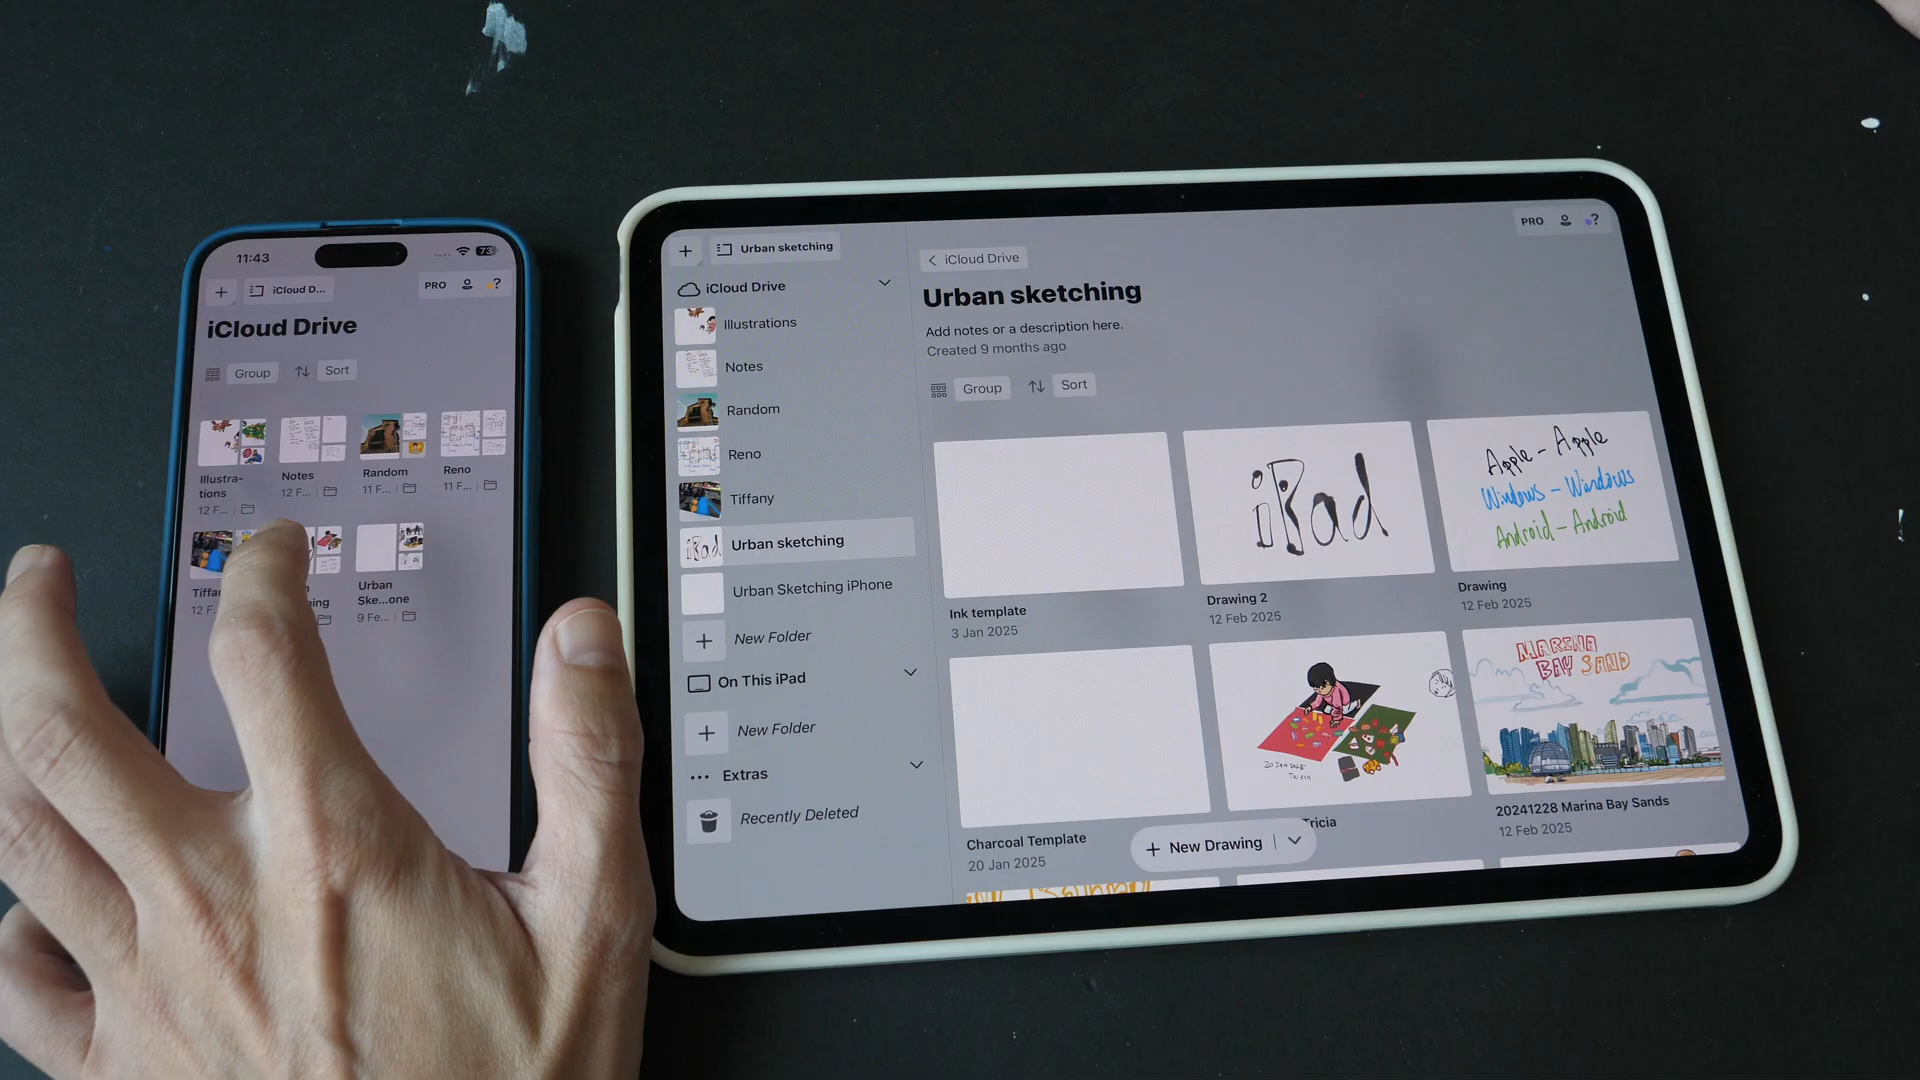 11:43
73
iCloud D...
PRO
?
iCloud Drive
Group
Sort
Illustra-
tions
12 F...
Notes
12 F...
Random
11 F...
Reno
11 F...
12 F...
Urban
Ske...one
9 Fe...
Urban sketching
PRO
?
iCloud Drive
Illustrations
Notes
Random
Reno
Tiffany
Urban sketching
Urban Sketching iPhone
New Folder
On This iPad
New Folder
Extras
Recently Deleted
iCloud Drive
Urban sketching
Add notes or a description here.
Created 9 months ago
Group
Sort
Ink template
3 Jan 2025
iBad
Drawing 2
12 Feb 2025
Apple - Apple
Windows - Windows
Android - Android
Drawing
12 Feb 2025
Charcoal Template
20 Jan 2025
Tricia
MARINA
BAY SAND
20241228 Marina Bay Sands
12 Feb 2025
New Drawing